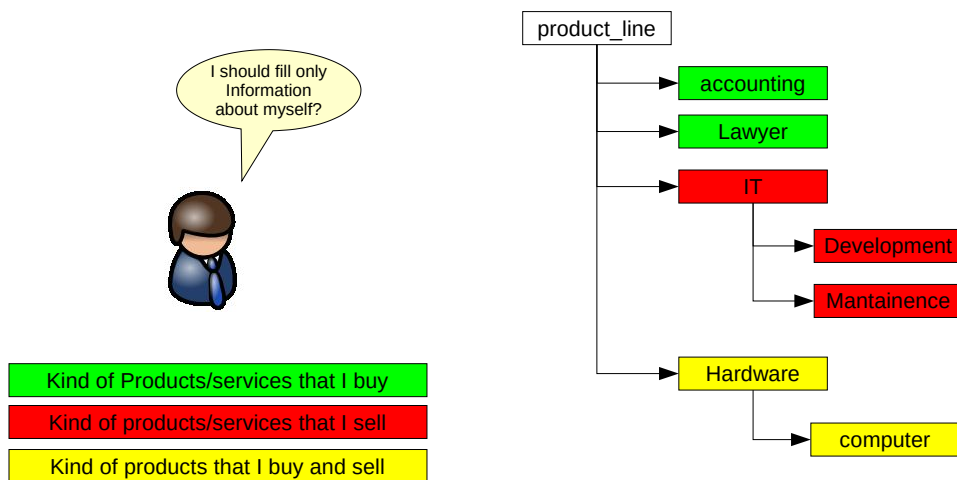 I should fill only
Information
about myself?
product_line
accounting
Lawyer
IT
Development
Mantainence
Hardware
computer
Kind of Products/services that I buy
Kind of products/services that I sell
Kind of products that I buy and sell